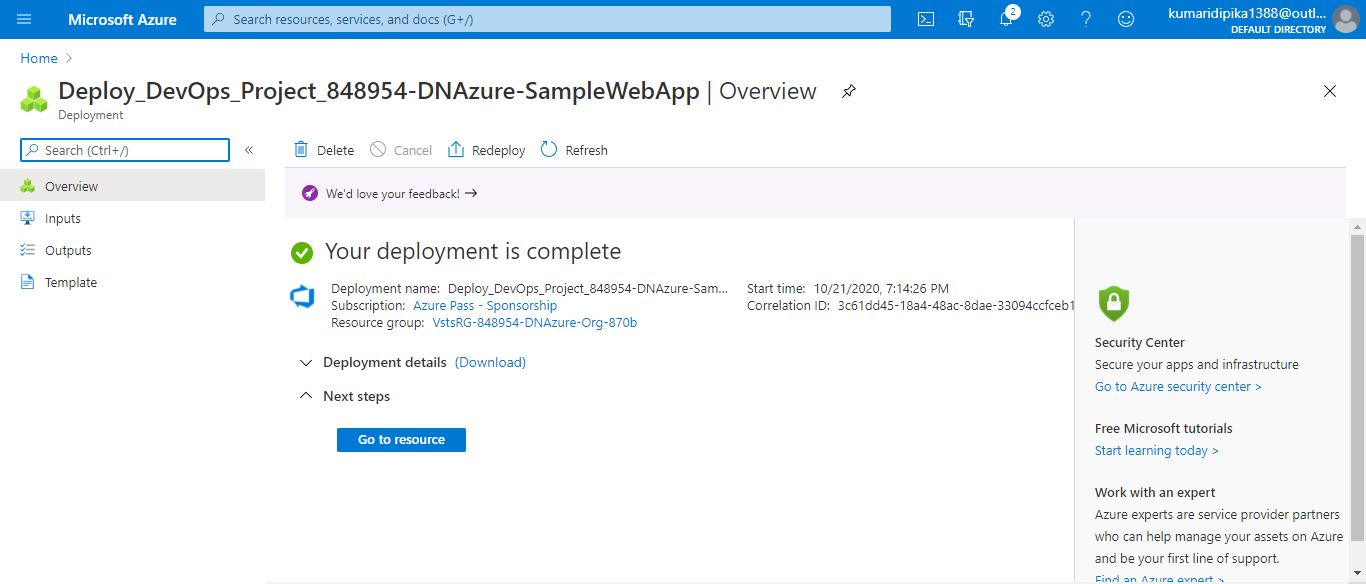 Microsoft Azure
Search resources, services, and docs (G+/)
2
kumaridipika1388@outl...
DEFAULT DIRECTORY
Home >
Deploy_DevOps_Project_848954-DNAzure-SampleWebApp | Overview
Deployment
Search (Ctrl+/)
«
Delete
Cancel
Redeploy
Refresh
Overview
Inputs
Outputs
Template
We'd love your feedback! →
Your deployment is complete
Deployment name: Deploy_DevOps_Project_848954-DNAzure-Sam...
Subscription: Azure Pass - Sponsorship
Resource group: VstsRG-848954-DNAzure-Org-870b
Start time: 10/21/2020, 7:14:26 PM
Correlation ID: 3c61dd45-18a4-48ac-8dae-33094ccfceb1
Deployment details (Download)
Next steps
Go to resource
Security Center
Secure your apps and infrastructure
Go to Azure security center >
Free Microsoft tutorials
Start learning today >
Work with an expert
Azure experts are service provider partners
who can help manage your assets on Azure
and be your first line of support.
Find an Azure expert >